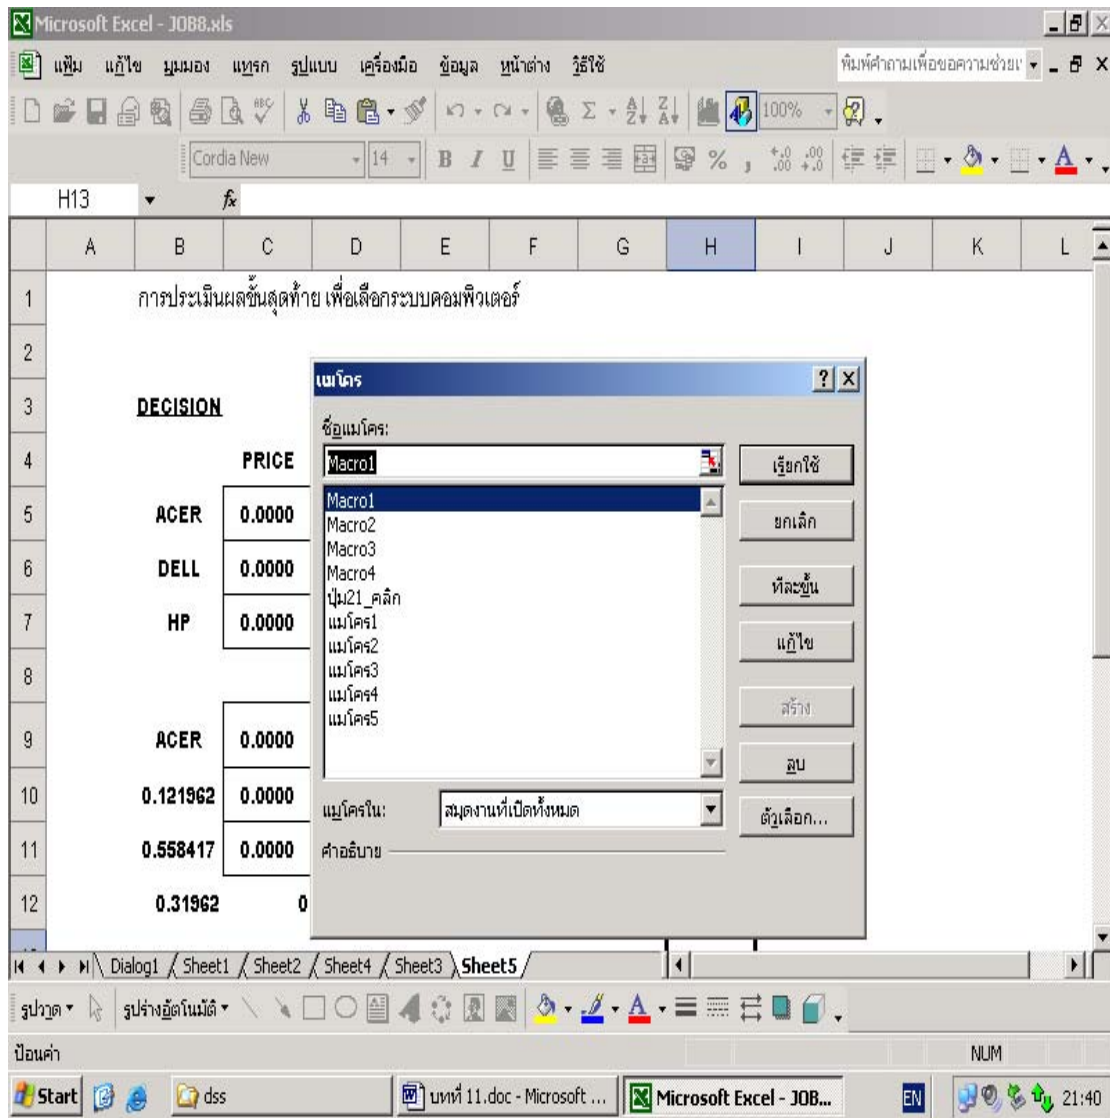 Microsoft Excel - JOB8.xls
แฟ้ม แก้ไข มุมมอง แทรก รูปแบบ เครื่องมือ ข้อมูล หน้าต่าง วิธีใช้ พิมพ์คำถามเพื่อขอความช่วยเ
100%
Cordia New 14 B I U % ,
H13 fx
A B C D E F G H I J K L
1 การประเมินผลขั้นสุดท้าย เพื่อเลือกระบบคอมพิวเตอร์
2
แมโคร
3 DECISION
ชื่อแมโคร:
4 PRICE Macro1 เรียกใช้
Macro1
5 ACER 0.0000 ยกเลิก
Macro2
Macro3
6 DELL 0.0000 Macro4 ทีละขั้น
ปุ่ม21_คลิก
7 HP 0.0000 แมโคร1 แก้ไข
แมโคร2
8 แมโคร3
แมโคร4 สร้าง
แมโคร5
9 ACER 0.0000 ลบ
10 0.121962 0.0000 แมโครใน: สมุดงานที่เปิดทั้งหมด ตัวเลือก...
11 0.558417 0.0000 คำอธิบาย
12 0.31962 0
Dialog1 Sheet1 Sheet2 Sheet4 Sheet3 Sheet5
รูปวาด รูปร่างอัตโนมัติ
ป้อนค่า NUM
Start dss บทที่ 11.doc - Microsoft ... Microsoft Excel - JOB... EN 21:40